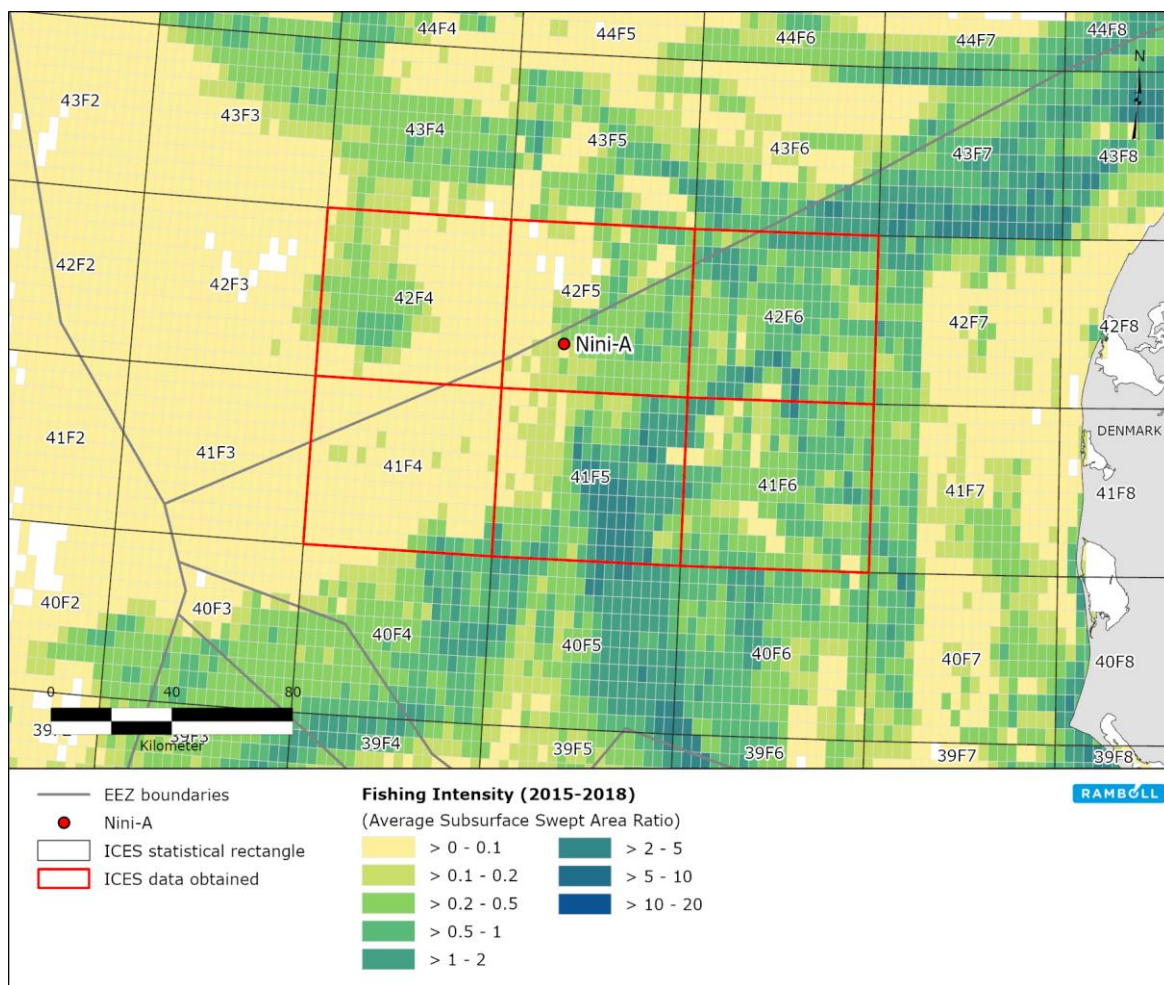 44F4
44F5
44F6
44F7
44F8
N
43F2
43F3
43F4
43F5
43F6
43F7
43F8
42F2
42F3
42F4
42F5
42F6
42F7
42F8
Nini-A
DENMARK
41F2
41F3
41F4
41F5
41F6
41F7
41F8
40F2
40F3
40F4
40F5
40F6
40F7
40F8
0 40 80
Kilometer
39F3
39F4
39F5
39F6
39F7
39F8
EEZ boundaries
Nini-A
ICES statistical rectangle
ICES data obtained
Fishing Intensity (2015-2018)
(Average Subsurface Swept Area Ratio)
> 0 - 0.1
> 0.1 - 0.2
> 0.2 - 0.5
> 0.5 - 1
> 1 - 2
> 2 - 5
> 5 - 10
> 10 - 20
RAMBOLL